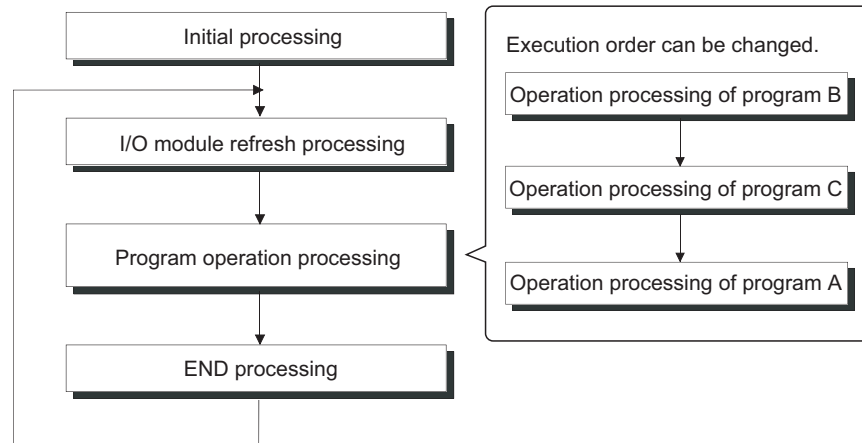 Initial processing
I/O module refresh processing
Program operation processing
END processing
Execution order can be changed.
Operation processing of program B
Operation processing of program C
Operation processing of program A